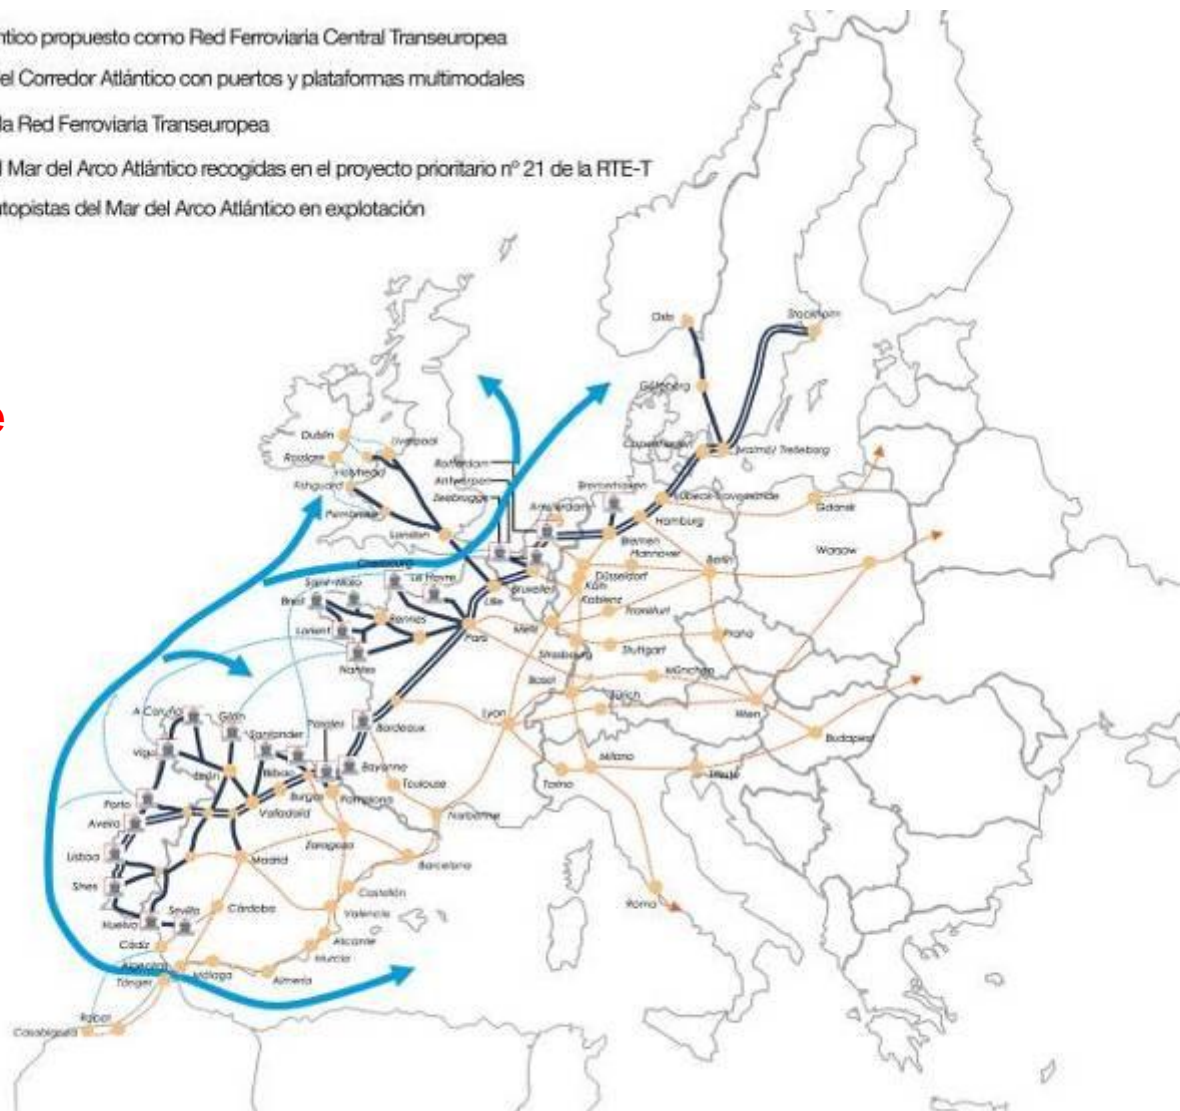 ntico propuesto como Red Ferroviaria Central Transeuropea
el Corredor Atlántico con puertos y plataformas multimodales
la Red Ferroviaria Transeuropea
l Mar del Arco Atlántico recogidas en el proyecto prioritario nº 21 de la RTE-T
utopistas del Mar del Arco Atlántico en explotación
e
Oslo
Stockholm
Göteborg
Dublin
Liverpool
Rosslare
Holyhead
Copenhaguen
Malmö/ Trelleborg
Rotterdam
Antwerpen
Zeebrugge
Fishguard
Pembroke
Bremenhaken
Lübeck-Travemünde
Gdansk
Amsterdam
Hamburg
London
Bremen
Hannover
Berlin
Warsaw
Cherbourg
Le Havre
Saint-Malo
Brest
Lille
Bruxelles
Düsseldorf
Köln
Koblenz
Frankfurt
Rennes
Lorient
Paris
Metz
Praha
Nantes
Strasbourg
Stuttgart
Basel
München
Zürich
Wien
Lyon
A Coruña
Gijón
Pasajes
Bordeaux
Santander
Budapest
Vigo
León
Bilbao
Bayonne
Milano
Torino
Trieste
Toulouse
Porto
Burgos
Pamplona
Aveiro
Valladolid
Narbonne
Zaragoza
Lisboa
Madrid
Barcelona
Sines
Castellón
Roma
Huelva
Sevilla
Córdoba
Valencia
Cádiz
Alicante
Murcia
Algeciras
Málaga
Almería
Tánger
Rabat
Casablanca